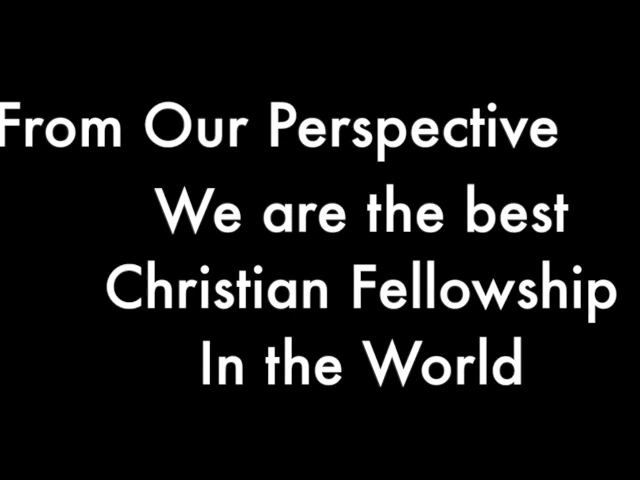 From Our Perspective
We are the best
Christian Fellowship
In the World